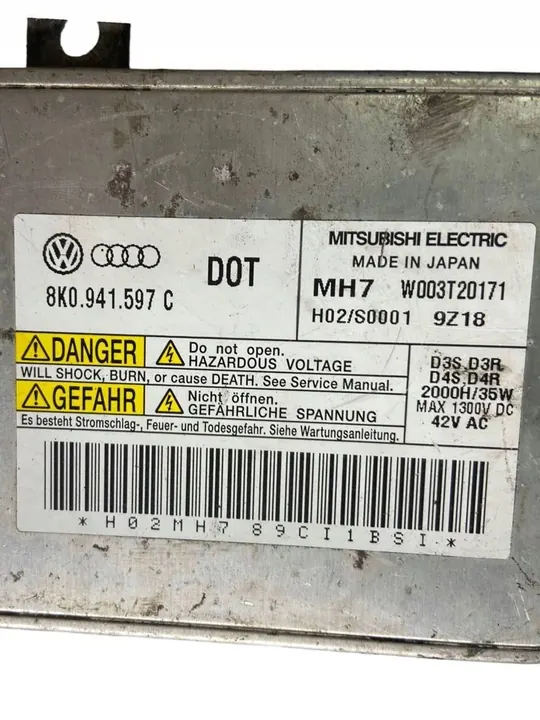 DOT
8K0.941.597 C
MITSUBISHI ELECTRIC
MADE IN JAPAN
MH7 W003T20171
H02/S0001 9Z18
DANGER
Do not open.
HAZARDOUS VOLTAGE
WILL SHOCK, BURN, or cause DEATH. See Service Manual.
GEFAHR
Nicht öffnen.
GEFÄHRLICHE SPANNUNG
Es besteht Stromschlag-, Feuer- und Todesgefahr. Siehe Wartungsanleitung.
D3S,D3R
D4S,D4R
2000H/35W
MAX 1300V DC
42V AC
*H02MH789CI1BSI*